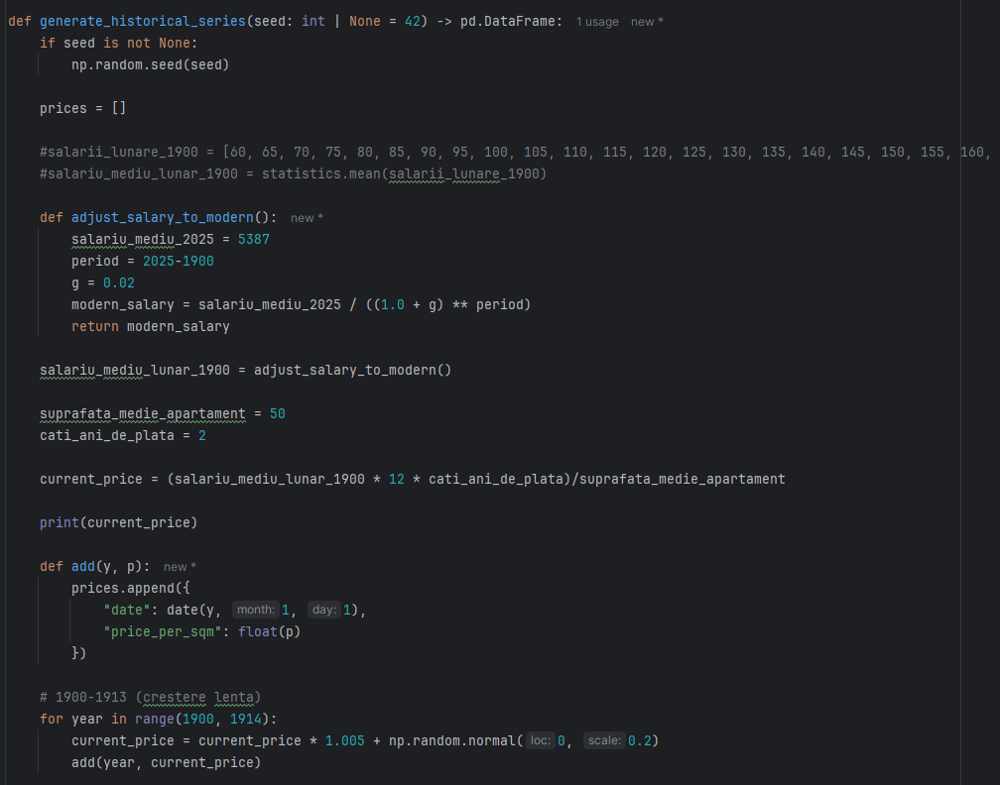 def generate_historical_series(seed: int | None = 42) -> pd.DataFrame: 1 usage new *
    if seed is not None:
        np.random.seed(seed)

    prices = []

    #salarii_lunare_1900 = [60, 65, 70, 75, 80, 85, 90, 95, 100, 105, 110, 115, 120, 125, 130, 135, 140, 145, 150, 155, 160,
    #salariu_mediu_lunar_1900 = statistics.mean(salarii_lunare_1900)

    def adjust_salary_to_modern(): new *
        salariu_mediu_2025 = 5387
        period = 2025-1900
        g = 0.02
        modern_salary = salariu_mediu_2025 / ((1.0 + g) ** period)
        return modern_salary

    salariu_mediu_lunar_1900 = adjust_salary_to_modern()

    suprafata_medie_apartament = 50
    cati_ani_de_plata = 2

    current_price = (salariu_mediu_lunar_1900 * 12 * cati_ani_de_plata)/suprafata_medie_apartament

    print(current_price)

    def add(y, p): new *
        prices.append({
            "date": date(y, month: 1, day: 1),
            "price_per_sqm": float(p)
        })

    # 1900-1913 (crestere lenta)
    for year in range(1900, 1914):
        current_price = current_price * 1.005 + np.random.normal( loc: 0, scale: 0.2)
        add(year, current_price)